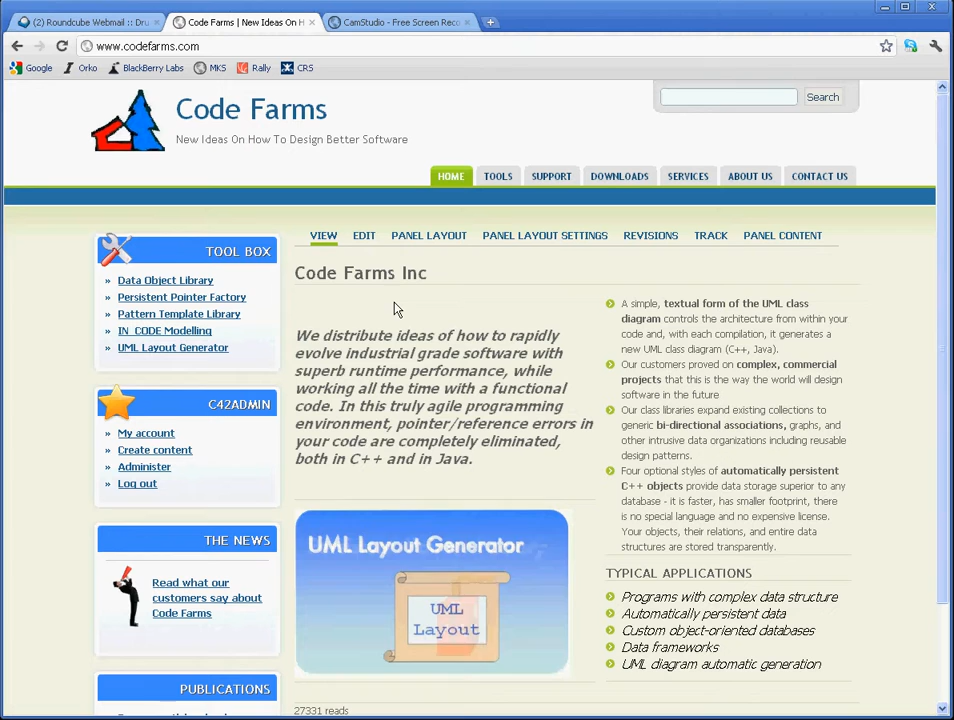 (2) Roundcube Webmail :: Dru
Code Farms | New Ideas On H
CamStudio - Free Screen Reco
www.codefarms.com
Google
Orko
BlackBerry Labs
MKS
Rally
CRS
Code Farms
New Ideas On How To Design Better Software
Search
HOME
TOOLS
SUPPORT
DOWNLOADS
SERVICES
ABOUT US
CONTACT US
TOOL BOX
» Data Object Library
» Persistent Pointer Factory
» Pattern Template Library
» IN_CODE Modelling
» UML Layout Generator
C42ADMIN
» My account
» Create content
» Administer
» Log out
THE NEWS
Read what our
customers say about
Code Farms
PUBLICATIONS
VIEW
EDIT
PANEL LAYOUT
PANEL LAYOUT SETTINGS
REVISIONS
TRACK
PANEL CONTENT
Code Farms Inc
We distribute ideas of how to rapidly
evolve industrial grade software with
superb runtime performance, while
working all the time with a functional
code. In this truly agile programming
environment, pointer/reference errors in
your code are completely eliminated,
both in C++ and in Java.
UML Layout Generator
UML
Layout
27331 reads
A simple, textual form of the UML class
diagram controls the architecture from within your
code and, with each compilation, it generates a
new UML class diagram (C++, Java).
Our customers proved on complex, commercial
projects that this is the way the world will design
software in the future
Our class libraries expand existing collections to
generic bi-directional associations, graphs, and
other intrusive data organizations including reusable
design patterns.
Four optional styles of automatically persistent
C++ objects provide data storage superior to any
database - it is faster, has smaller footprint, there
is no special language and no expensive license.
Your objects, their relations, and entire data
structures are stored transparently.
TYPICAL APPLICATIONS
Programs with complex data structure
Automatically persistent data
Custom object-oriented databases
Data frameworks
UML diagram automatic generation